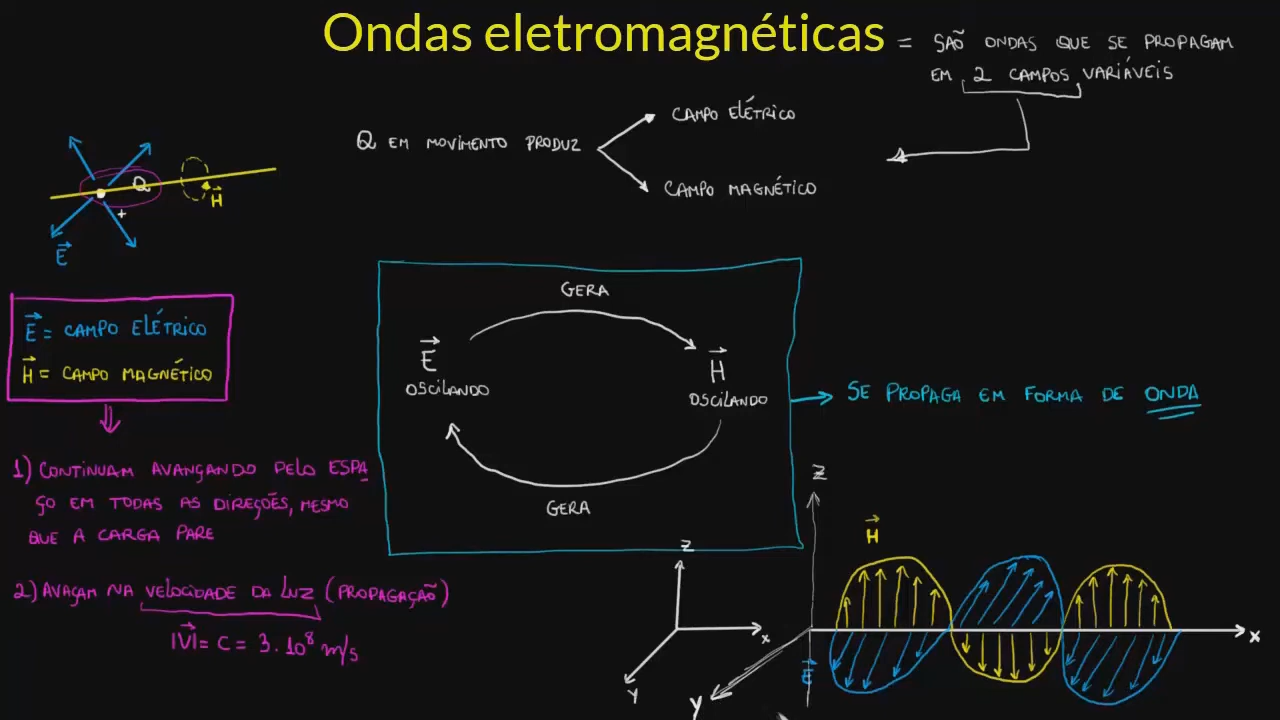 Ondas eletromagnéticas = SÃO ONDAS QUE SE PROPAGAM
EM 2 CAMPOS VARIÁVEIS
Q EM MOVIMENTO PRODUZ
CAMPO ELÉTRICO
CAMPO MAGNÉTICO
Q
+
H
E
E = CAMPO ELÉTRICO
H = CAMPO MAGNÉTICO
1) CONTINUAM AVANÇANDO PELO ESPA
ÇO EM TODAS AS DIREÇÕES, MESMO
QUE A CARGA PARE
2) AVAÇAM NA VELOCIDADE DA LUZ (PROPAGAÇÃO)
|V| = C = 3.10⁸ m/s
GERA
E
OSCILANDO
H
OSCILANDO
GERA
SE PROPAGA EM FORMA DE ONDA
Z
X
Y
Z
H
E
X
Y